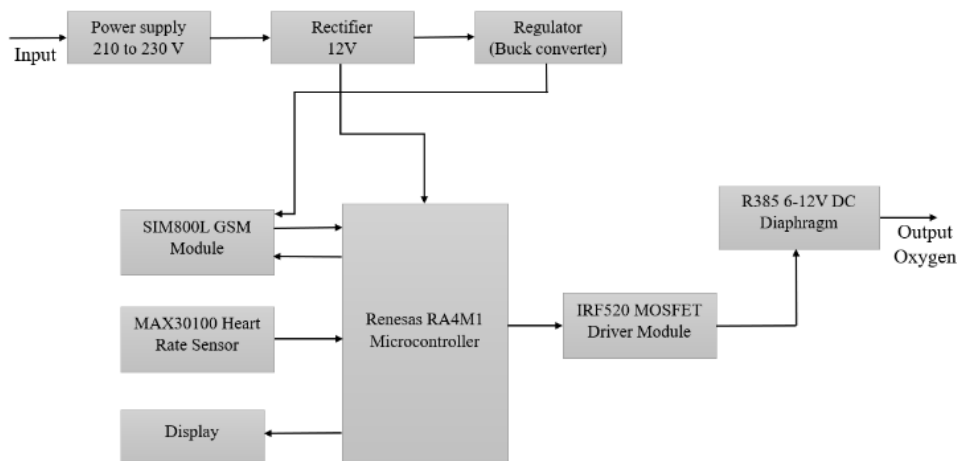 Input
Power supply
210 to 230 V
Rectifier
12V
Regulator
(Buck converter)
SIM800L GSM
Module
MAX30100 Heart
Rate Sensor
Display
Renesas RA4M1
Microcontroller
IRF520 MOSFET
Driver Module
R385 6-12V DC
Diaphragm
Output
Oxygen